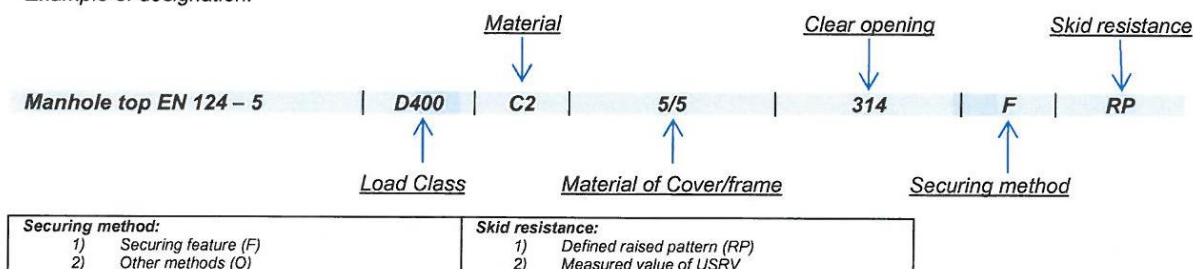 Example of designation:
Material Clear opening Skid resistance
Manhole top EN 124 – 5 | D400 | C2 | 5/5 | 314 | F | RP
Load Class Material of Cover/frame Securing method
Securing method: Skid resistance:
1) Securing feature (F) 1) Defined raised pattern (RP)
2) Other methods (O) 2) Measured value of USRV